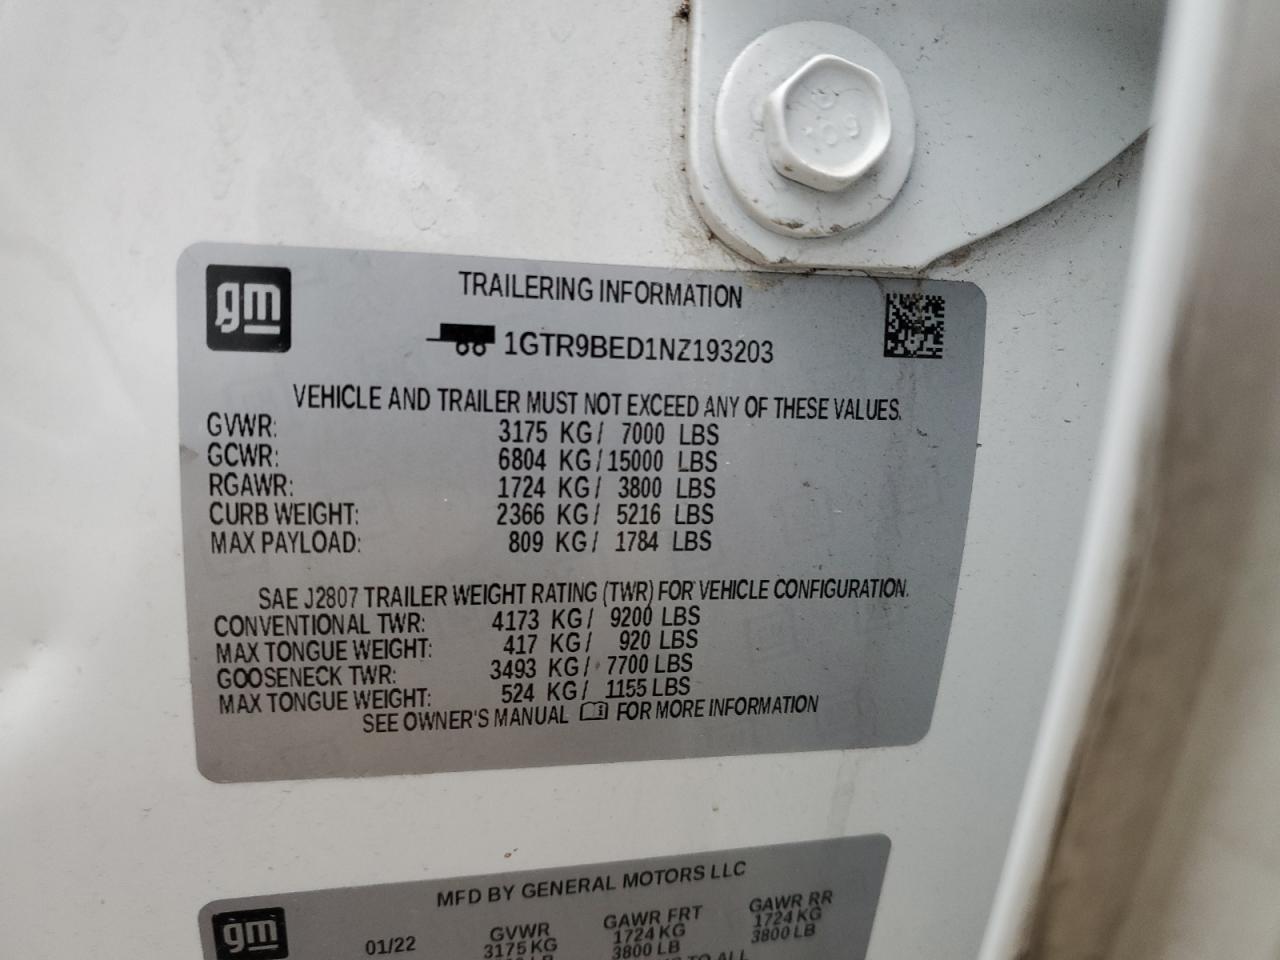 gm
TRAILERING INFORMATION
1GTR9BED1NZ193203
VEHICLE AND TRAILER MUST NOT EXCEED ANY OF THESE VALUES.
GVWR: 3175 KG / 7000 LBS
GCWR: 6804 KG / 15000 LBS
RGAWR: 1724 KG / 3800 LBS
CURB WEIGHT: 2366 KG / 5216 LBS
MAX PAYLOAD: 809 KG / 1784 LBS
SAE J2807 TRAILER WEIGHT RATING (TWR) FOR VEHICLE CONFIGURATION.
CONVENTIONAL TWR: 4173 KG / 9200 LBS
MAX TONGUE WEIGHT: 417 KG / 920 LBS
GOOSENECK TWR: 3493 KG / 7700 LBS
MAX TONGUE WEIGHT: 524 KG / 1155 LBS
SEE OWNER'S MANUAL FOR MORE INFORMATION
MFD BY GENERAL MOTORS LLC
gm
01/22 GVWR GAWR FRT GAWR RR
3175 KG 1724 KG 1724 KG
LB 3800 LB 3800 LB
TO ALL